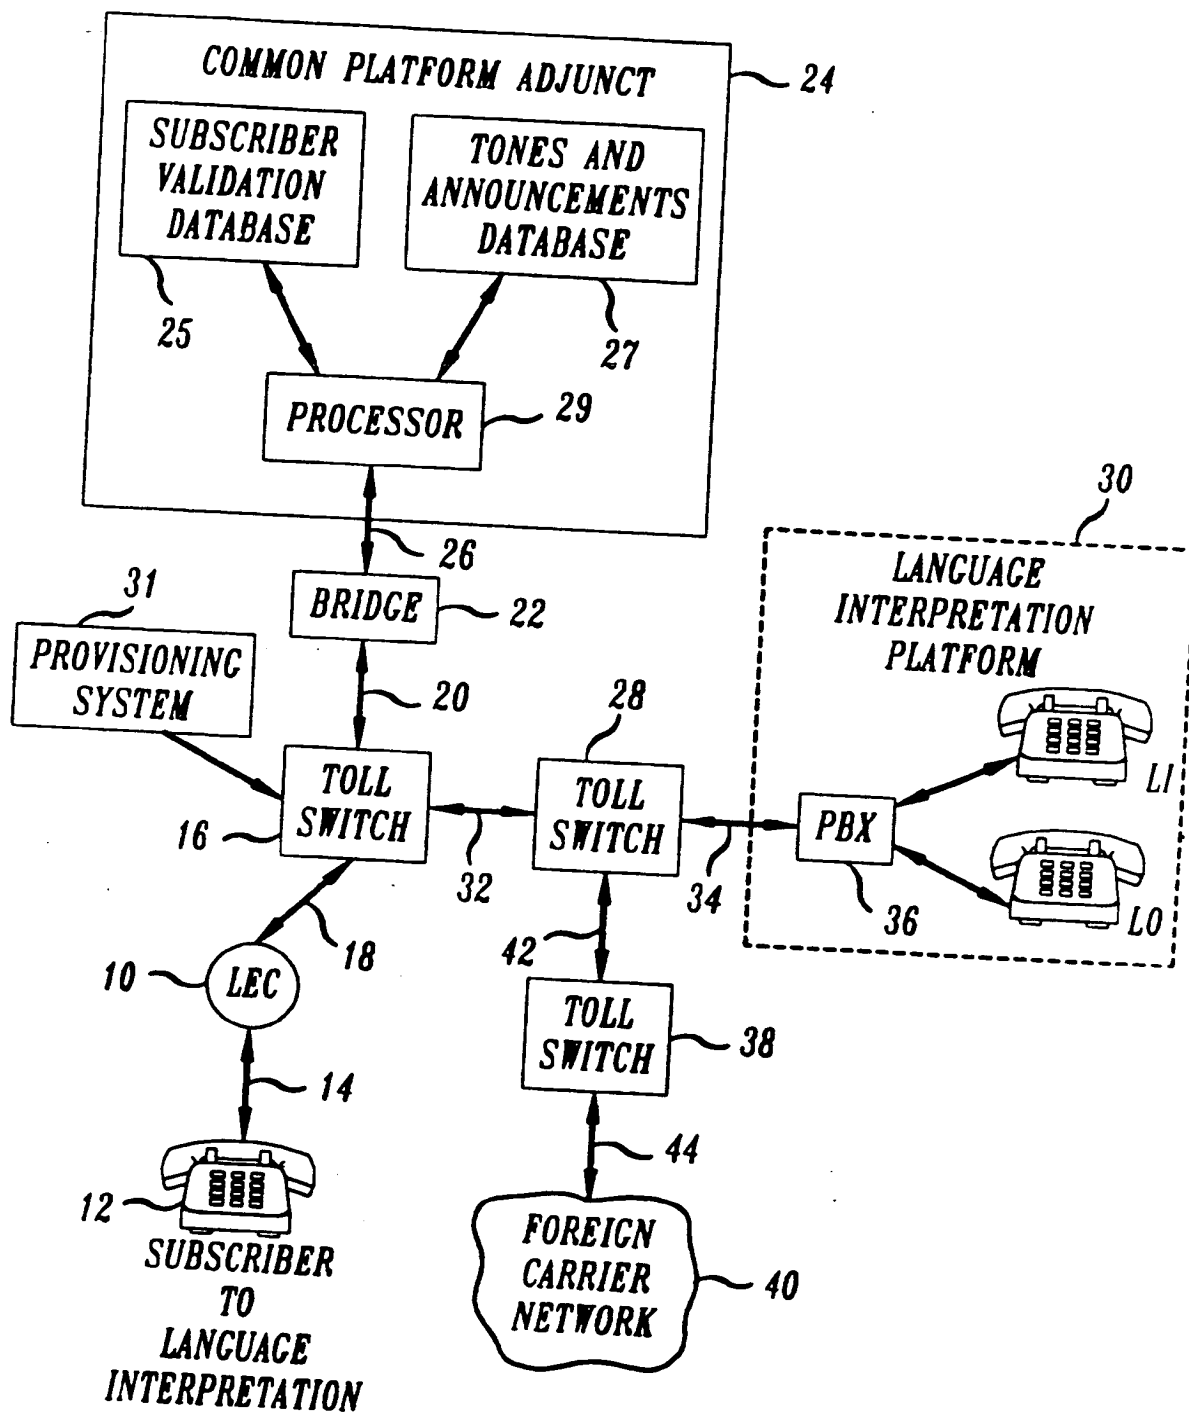 COMMON PLATFORM ADJUNCT
24
SUBSCRIBER
VALIDATION
DATABASE
TONES AND
ANNOUNCEMENTS
DATABASE
25
27
PROCESSOR
29
26
30
31
BRIDGE
22
LANGUAGE
INTERPRETATION
PLATFORM
PROVISIONING
SYSTEM
20
28
TOLL
SWITCH
16
TOLL
SWITCH
32
34
PBX
36
LI
LO
18
42
10
LEC
TOLL
SWITCH
38
14
44
12
SUBSCRIBER
TO
LANGUAGE
INTERPRETATION
FOREIGN
CARRIER
NETWORK
40